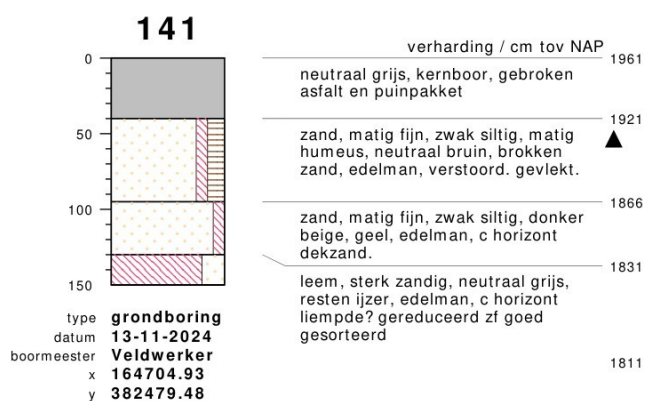 141
verharding / cm tov NAP
0
1961
neutraal grijs, kernboor, gebroken
asfalt en puinpakket
1921
50
zand, matig fijn, zwak siltig, matig
humeus, neutraal bruin, brokken
zand, edelman, verstoord. gevlekt.
1866
100
zand, matig fijn, zwak siltig, donker
beige, geel, edelman, c horizont
dekzand.
1831
150
leem, sterk zandig, neutraal grijs,
resten ijzer, edelman, c horizont
liempde? gereduceerd zf goed
gesorteerd
1811
type grondboring
datum 13-11-2024
boormeester Veldwerker
x 164704.93
y 382479.48